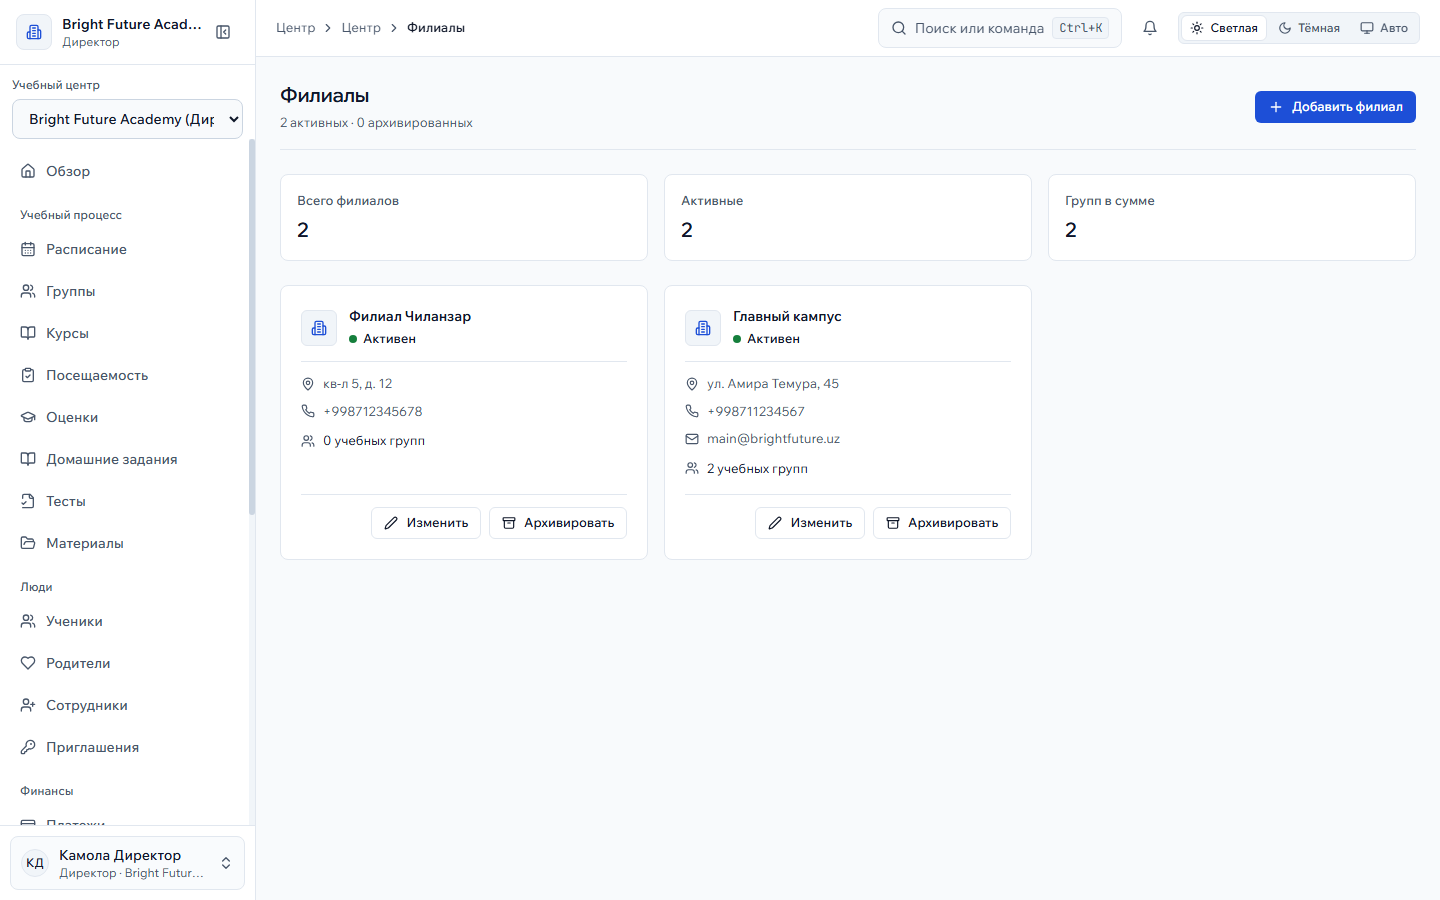 Bright Future Acad...
Директор
Учебный центр
Bright Future Academy (Дир
Обзор
Учебный процесс
Расписание
Группы
Курсы
Посещаемость
Оценки
Домашние задания
Тесты
Материалы
Люди
Ученики
Родители
Сотрудники
Приглашения
Финансы
Платежи
КД
Камола Директор
Директор · Bright Futur...
Центр > Центр > Филиалы
Поиск или команда Ctrl+K
Светлая Тёмная Авто
Филиалы
2 активных · 0 архивированных
Добавить филиал
Всего филиалов
2
Активные
2
Групп в сумме
2
Филиал Чиланзар
Активен
кв-л 5, д. 12
+998712345678
0 учебных групп
Изменить Архивировать
Главный кампус
Активен
ул. Амира Темура, 45
+998711234567
main@brightfuture.uz
2 учебных групп
Изменить Архивировать